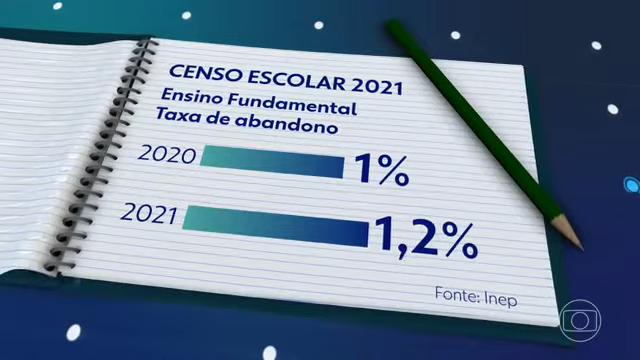 CENSO ESCOLAR 2021
Ensino Fundamental
Taxa de abandono
2020 1%
2021 1,2%
Fonte: Inep